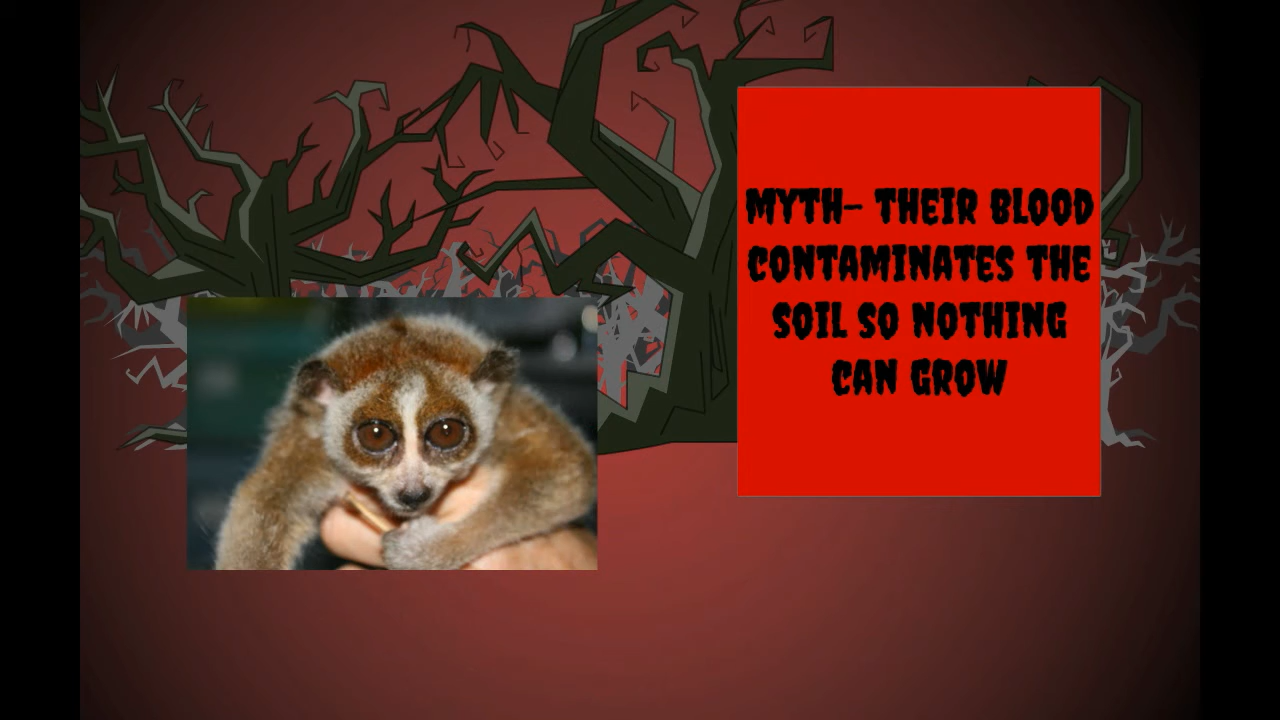 MYTH- THEIR BLOOD
CONTAMINATES THE
SOIL SO NOTHING
CAN GROW